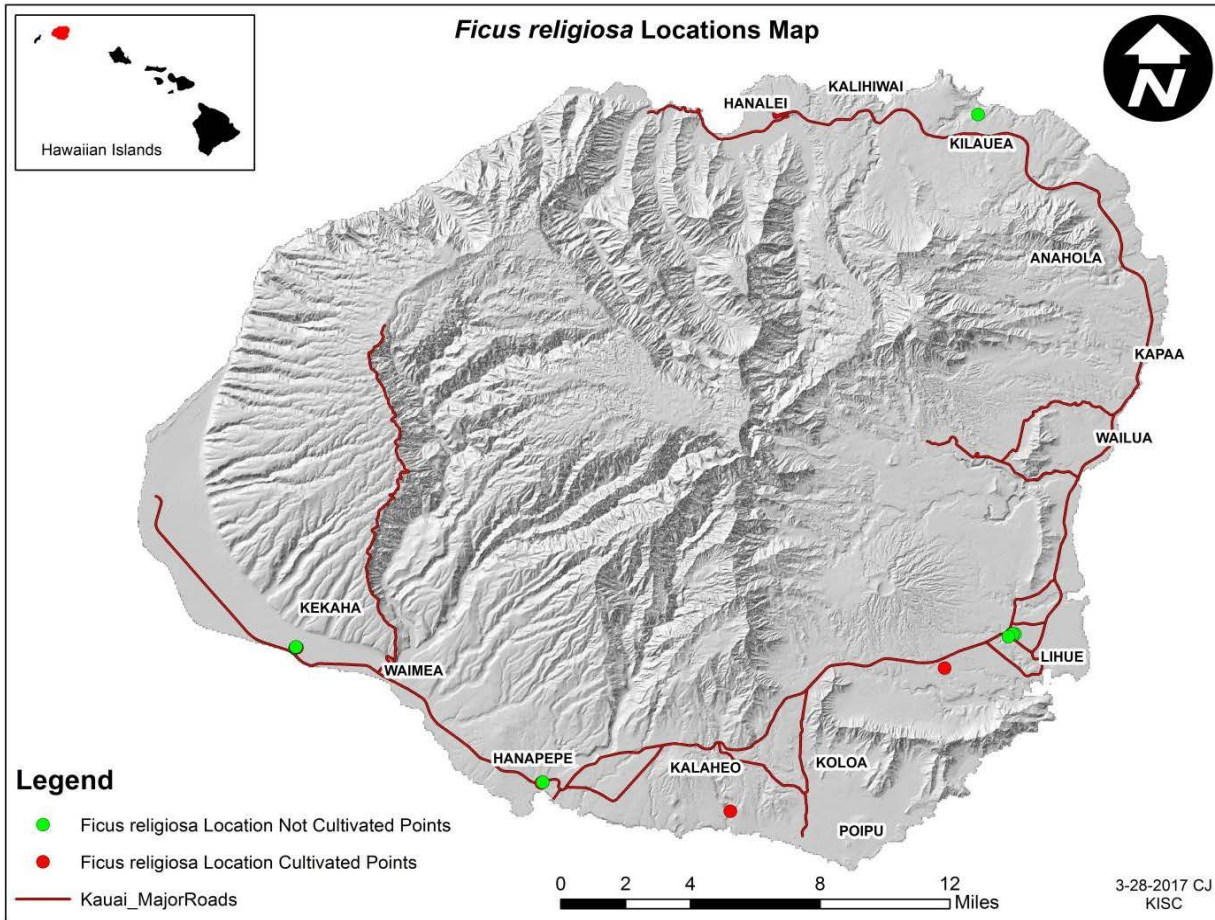 Ficus religiosa Locations Map
Hawaiian Islands
N
HANALEI
KALIHIWAI
KILAUEA
ANAHOLA
KAPAA
WAILUA
KEKAHA
WAIMEA
LIHUE
HANAPEPE
KALAHEO
KOLOA
POIPU
Legend
Ficus religiosa Location Not Cultivated Points
Ficus religiosa Location Cultivated Points
Kauai_MajorRoads
0 2 4 8 12
Miles
3-28-2017 CJ
KISC